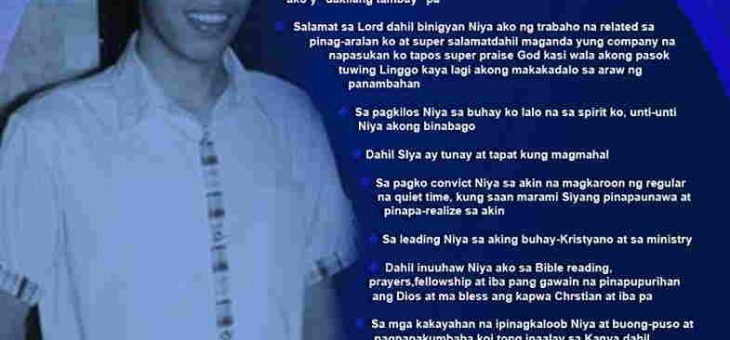 ako'y "dakilang tambay" pa
Salamat sa Lord dahil binigyan Niya ako ng trabaho na related sa
pinag-aralan ko at super salamatdahil maganda yung company na
napasukan ko tapos super praise God kasi wala akong pasok
tuwing Linggo kaya lagi akong makakadalo sa araw ng
panambahan
Sa pagkilos Niya sa buhay ko lalo na sa spirit ko, unti-unti
Niya akong binabago
Dahil SIya ay tunay at tapat kung magmahal
Sa pagko convict Niya sa akin na magkaroon ng regular
na quiet time, kung saan marami Siyang pinapaunawa at
pinapa-realize sa akin
Sa leading Niya sa aking buhay-Kristyano at sa ministry
Dahil inuuhaw Niya ako sa Bible reading,
prayers,fellowship at iba pang gawain na pinapupurihan
ang Dios at ma bless ang kapwa Chrstian at iba pa
Sa mga kakayahan na ipinagkaloob Niya at buong-puso at
pagpapakumbaba koi tong inaalay sa Kanya dahil